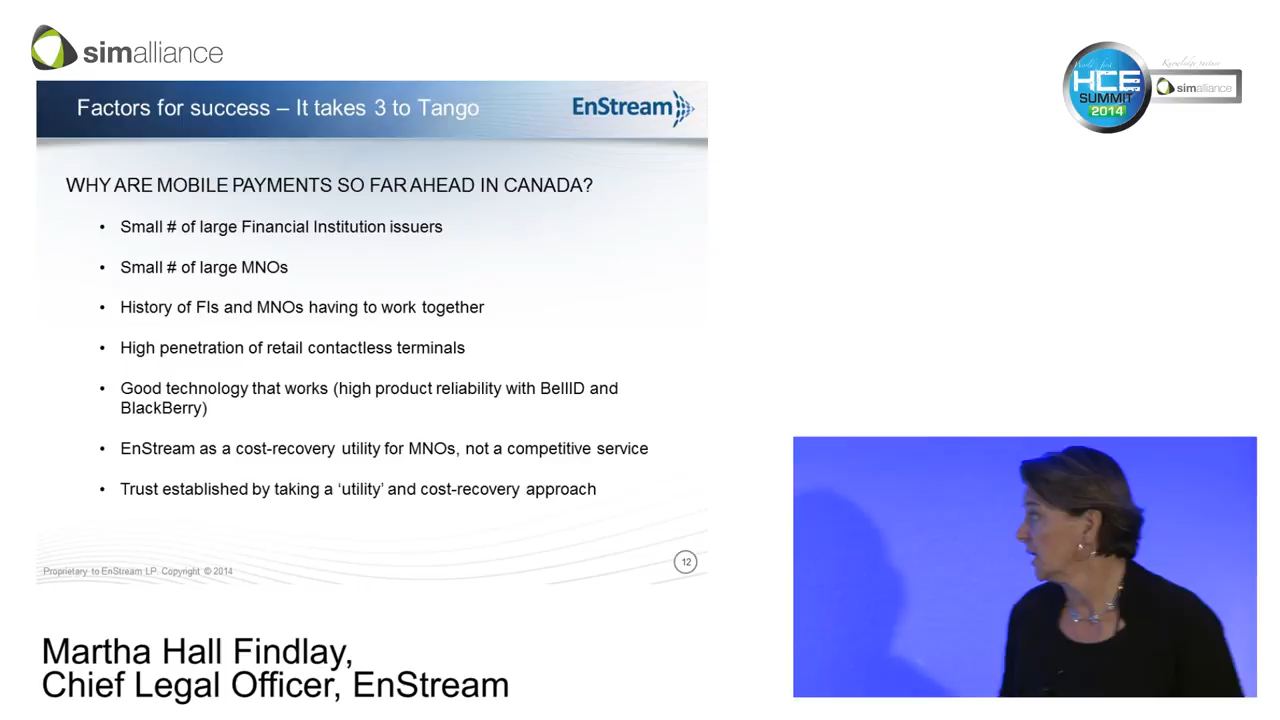 simalliance
World's first
HCE
SUMMIT
2014
Knowledge partner
simalliance
Factors for success – It takes 3 to Tango
EnStream
WHY ARE MOBILE PAYMENTS SO FAR AHEAD IN CANADA?
• Small # of large Financial Institution issuers
• Small # of large MNOs
• History of FIs and MNOs having to work together
• High penetration of retail contactless terminals
• Good technology that works (high product reliability with BellID and
BlackBerry)
• EnStream as a cost-recovery utility for MNOs, not a competitive service
• Trust established by taking a ‘utility’ and cost-recovery approach
Proprietary to EnStream LP. Copyright © 2014
12
Martha Hall Findlay,
Chief Legal Officer, EnStream